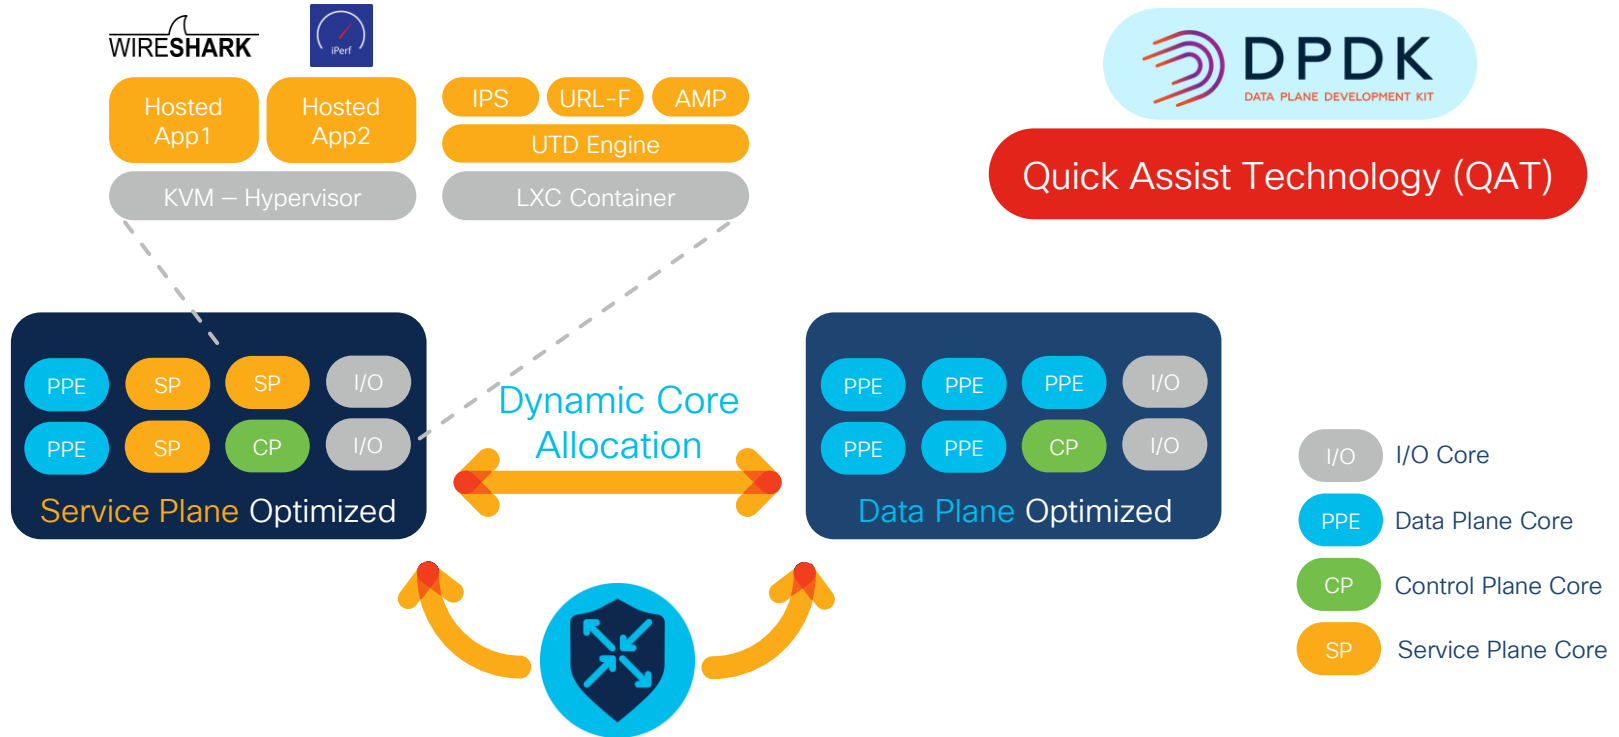 WIRESHARK
iPerf
Hosted
App1
Hosted
App2
IPS
URL-F
AMP
UTD Engine
KVM – Hypervisor
LXC Container
DPDK
DATA PLANE DEVELOPMENT KIT
Quick Assist Technology (QAT)
PPE
SP
SP
I/O
PPE
SP
CP
I/O
Service Plane Optimized
Dynamic Core
Allocation
PPE
PPE
PPE
I/O
PPE
PPE
CP
I/O
Data Plane Optimized
I/O
I/O Core
PPE
Data Plane Core
CP
Control Plane Core
SP
Service Plane Core